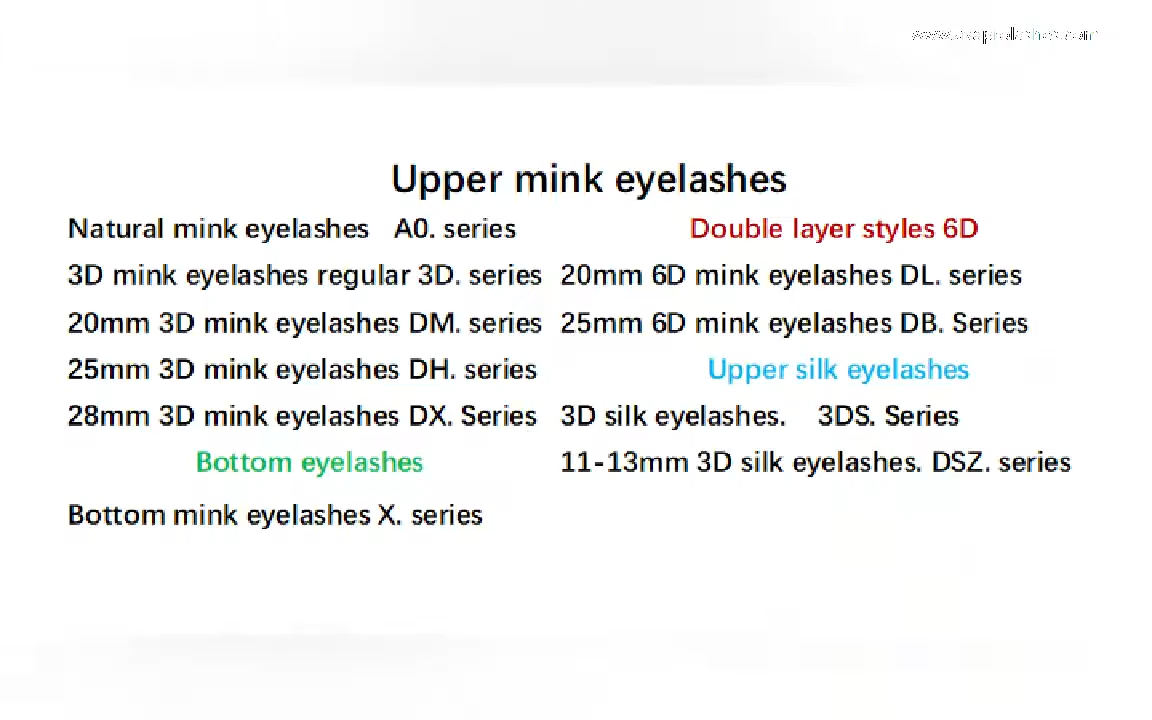 Upper mink eyelashes
Natural mink eyelashes A0. series
3D mink eyelashes regular 3D. series
20mm 3D mink eyelashes DM. series
25mm 3D mink eyelashes DH. series
28mm 3D mink eyelashes DX. Series
Bottom eyelashes
Bottom mink eyelashes X. series
Double layer styles 6D
20mm 6D mink eyelashes DL. series
25mm 6D mink eyelashes DB. Series
Upper silk eyelashes
3D silk eyelashes. 3DS. Series
11-13mm 3D silk eyelashes. DSZ. series